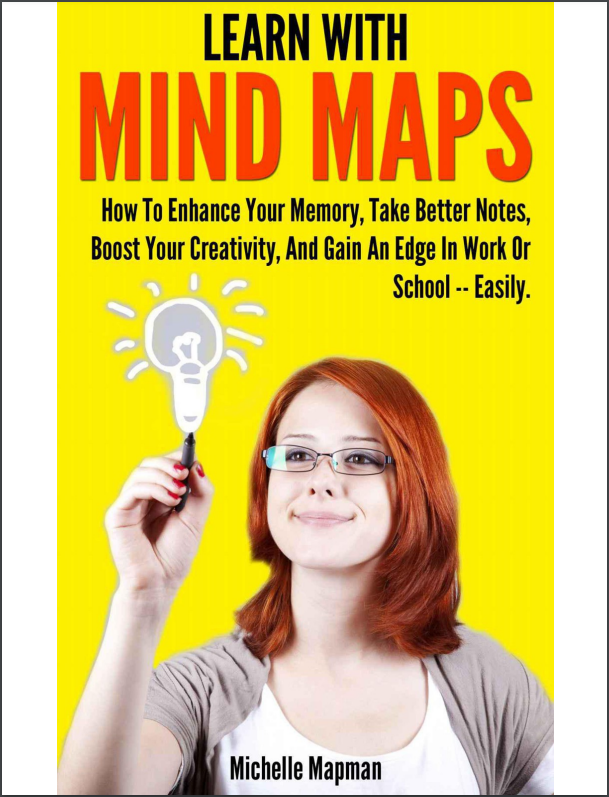 LEARN WITH
MIND MAPS
How To Enhance Your Memory, Take Better Notes,
Boost Your Creativity, And Gain An Edge In Work Or
School -- Easily.
Michelle Mapman